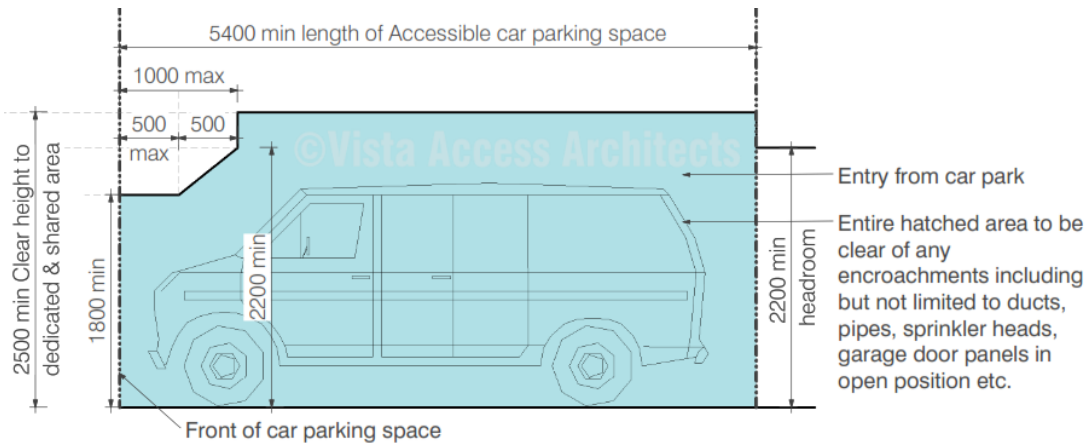 5400 min length of Accessible car parking space
1000 max
500
500
max
©Vista Access Architects
2500 min Clear height to
dedicated & shared area
1800 min
2200 min
2200 min
headroom
Entry from car park
Entire hatched area to be
clear of any
encroachments including
but not limited to ducts,
pipes, sprinkler heads,
garage door panels in
open position etc.
Front of car parking space